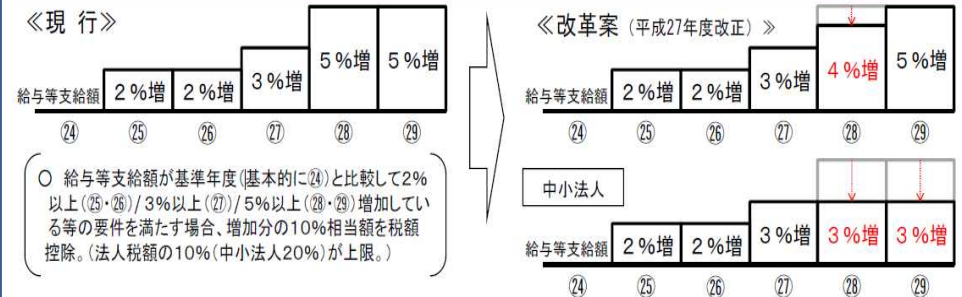 ≪現 行≫
給与等支給額 2%増 2%増 3%増 5%増 5%増
㉔ ㉕ ㉖ ㉗ ㉘ ㉙
○ 給与等支給額が基準年度(基本的に㉔)と比較して2%
以上(㉕・㉖)/3%以上(㉗)/5%以上(㉘・㉙)増加してい
る等の要件を満たす場合、増加分の10%相当額を税額
控除。(法人税額の10%(中小法人20%)が上限。)
≪改革案(平成27年度改正)≫
給与等支給額 2%増 2%増 3%増 4%増 5%増
㉔ ㉕ ㉖ ㉗ ㉘ ㉙
中小法人
給与等支給額 2%増 2%増 3%増 3%増 3%増
㉔ ㉕ ㉖ ㉗ ㉘ ㉙